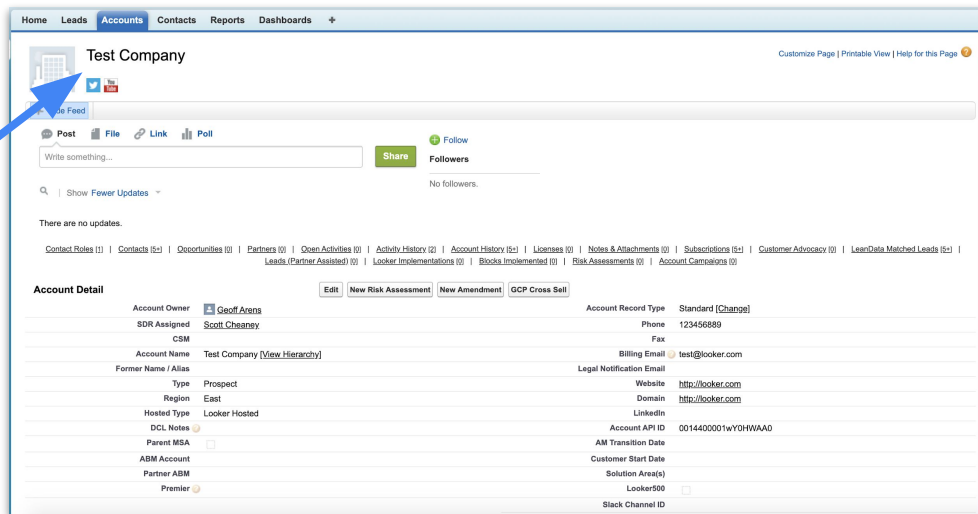 Home Leads Accounts Contacts Reports Dashboards +
Test Company
Customize Page | Printable View | Help for this Page ?
You Tube
Feed
Post File Link Poll
Write something...
Share
Follow
Followers
No followers.
Show Fewer Updates
There are no updates.
Contact Roles [1] | Contacts [5+] | Opportunities [0] | Partners [0] | Open Activities [0] | Activity History [2] | Account History [5+] | Licenses [0] | Notes & Attachments [0] | Subscriptions [5+] | Customer Advocacy [0] | LeanData Matched Leads [5+] |
Leads (Partner Assisted) [0] | Looker Implementations [0] | Blocks Implemented [0] | Risk Assessments [0] | Account Campaigns [0]
Account Detail Edit New Risk Assessment New Amendment GCP Cross Sell
Account Owner Geoff Arens Account Record Type Standard [Change]
SDR Assigned Scott Cheaney Phone 123456889
CSM Fax
Account Name Test Company [View Hierarchy] Billing Email test@looker.com
Former Name / Alias Legal Notification Email
Type Prospect Website http://looker.com
Region East Domain http://looker.com
Hosted Type Looker Hosted LinkedIn
DCL Notes Account API ID 0014400001wY0HWAA0
Parent MSA AM Transition Date
ABM Account Customer Start Date
Partner ABM Solution Area(s)
Premier Looker500
Slack Channel ID